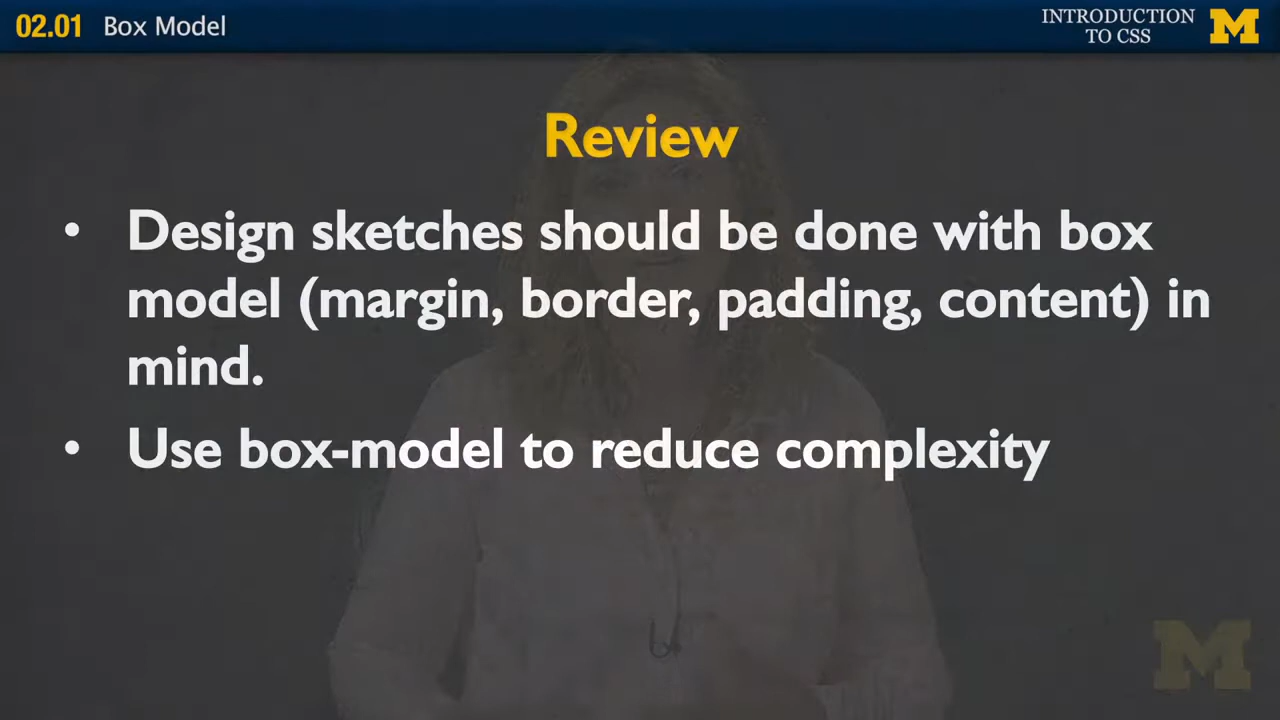 02.01 Box Model
INTRODUCTION
TO CSS
M
Review
• Design sketches should be done with box
model (margin, border, padding, content) in
mind.
• Use box-model to reduce complexity
M